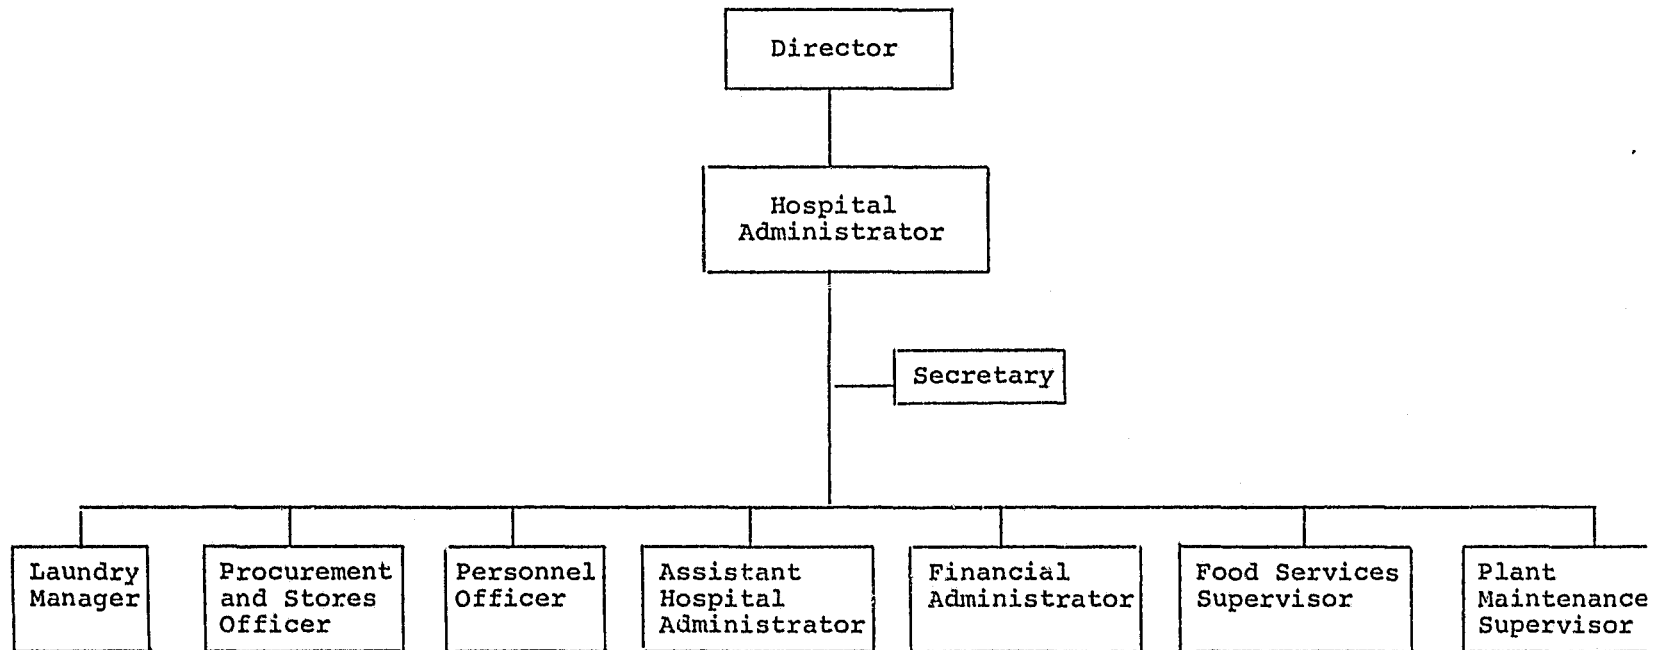 Director
Hospital
Administrator
Secretary
Laundry
Manager
Procurement
and Stores
Officer
Personnel
Officer
Assistant
Hospital
Administrator
Financial
Administrator
Food Services
Supervisor
Plant
Maintenance
Supervisor